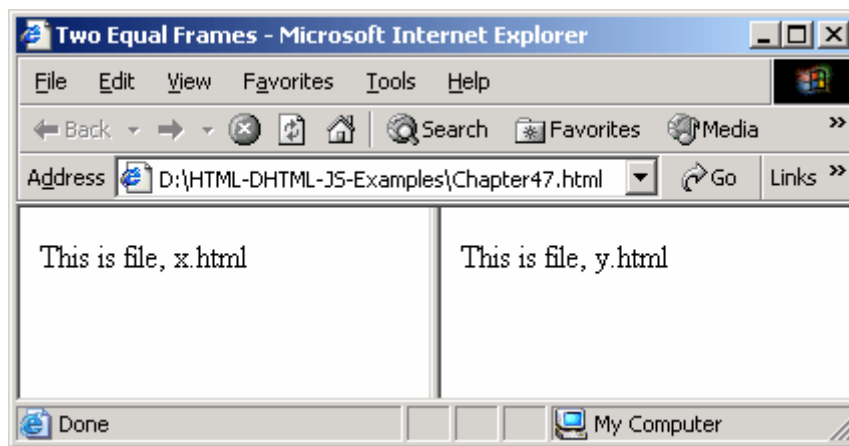 Two Equal Frames - Microsoft Internet Explorer
File Edit View Favorites Tools Help
Back Search Favorites Media »
Address D:\HTML-DHTML-JS-Examples\Chapter47.html Go Links »
This is file, x.html This is file, y.html
Done My Computer